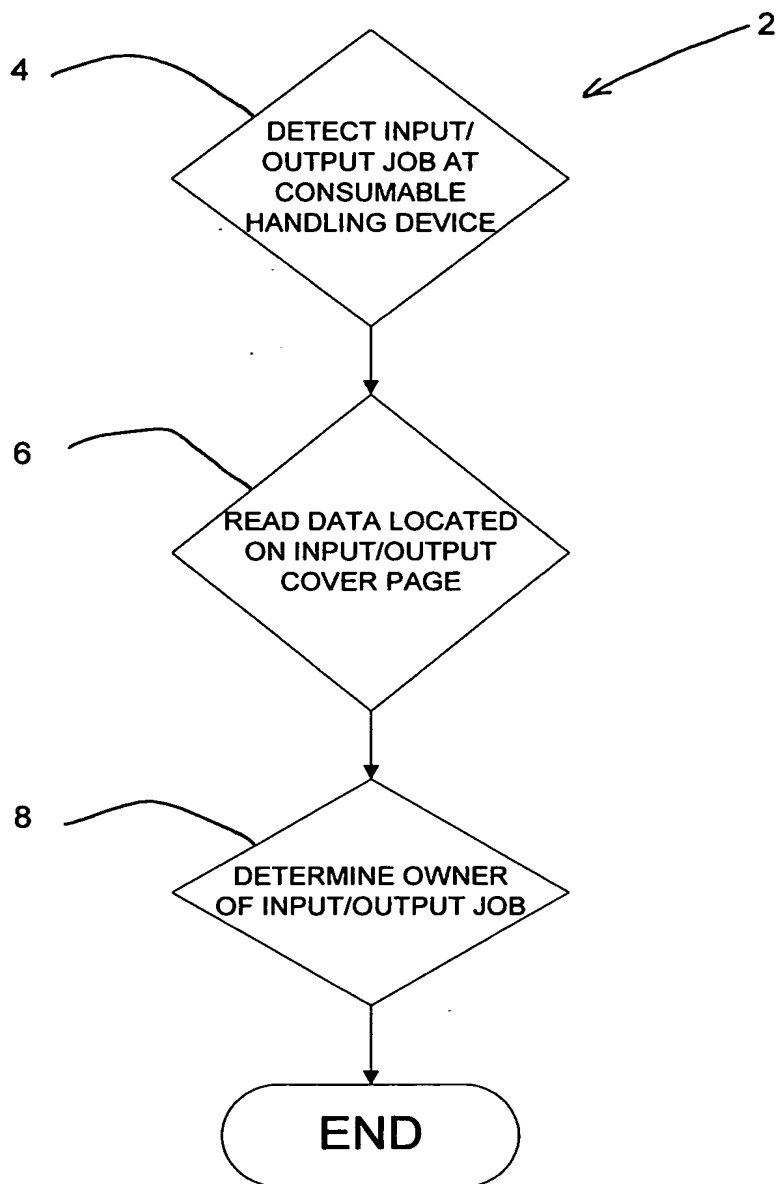 2
4
DETECT INPUT/
OUTPUT JOB AT
CONSUMABLE
HANDLING DEVICE
6
READ DATA LOCATED
ON INPUT/OUTPUT
COVER PAGE
8
DETERMINE OWNER
OF INPUT/OUTPUT JOB
END